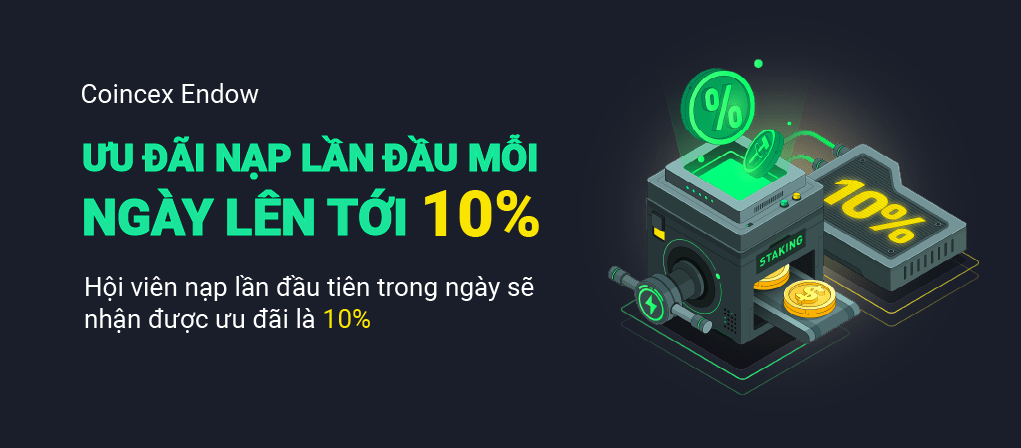 Coincex Endow
ƯU ĐÃI NẠP LẦN ĐẦU MỖI
NGÀY LÊN TỚI 10%
Hội viên nạp lần đầu tiên trong ngày sẽ
nhận được ưu đãi là 10%
%
10%
STAKING
$